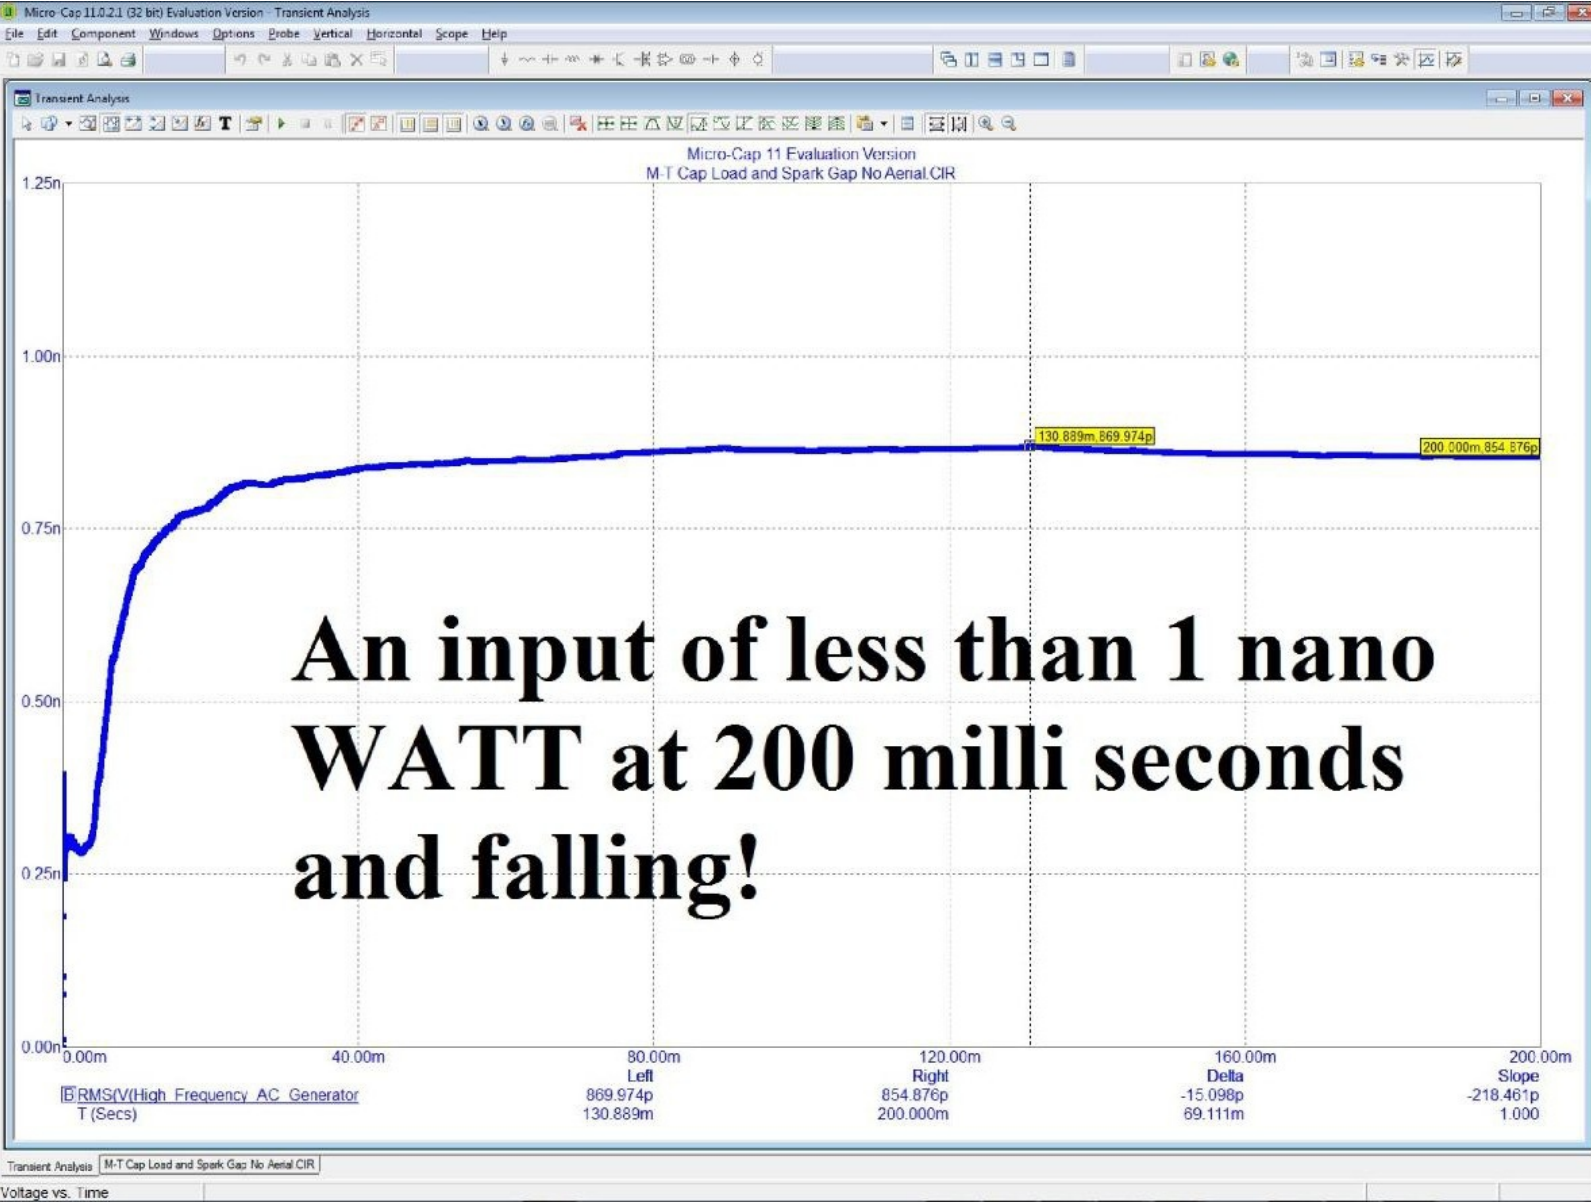 Micro-Cap 11.0.2.1 (32 bit) Evaluation Version - Transient Analysis
File Edit Component Windows Options Probe Vertical Horizontal Scope Help
Transient Analysis
T
Micro-Cap 11 Evaluation Version
M-T Cap Load and Spark Gap No Aerial.CIR
1.25n
1.00n
130.889m,869.974p
200.000m,854.876p
0.75n
An input of less than 1 nano
WATT at 200 milli seconds
and falling!
0.50n
0.25n
0.00n
0.00m 40.00m 80.00m 120.00m 160.00m 200.00m
Left Right Delta Slope
RMS(V(High_Frequency_AC_Generator 869.974p 854.876p -15.098p -218.461p
T (Secs) 130.889m 200.000m 69.111m 1.000
Transient Analysis M-T Cap Load and Spark Gap No Aerial.CIR
Voltage vs. Time